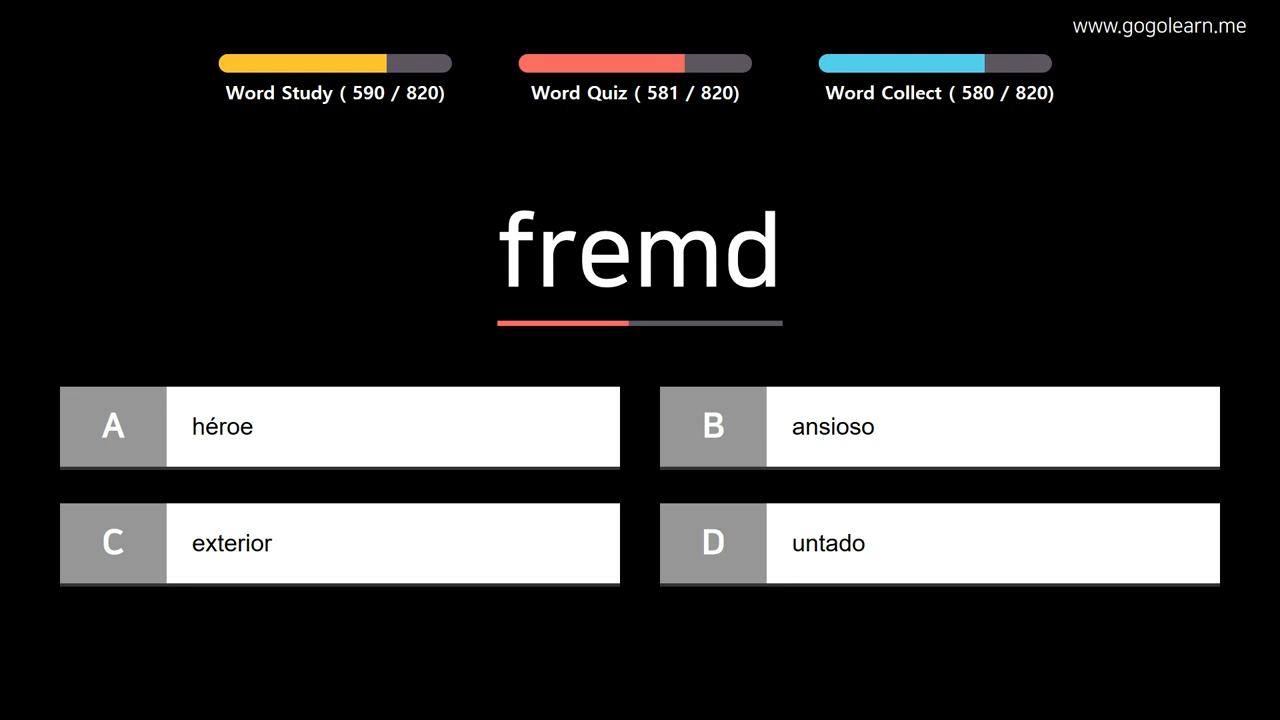 www.gogolearn.me
Word Study ( 590 / 820)
Word Quiz ( 581 / 820)
Word Collect ( 580 / 820)
fremd
A
héroe
B
ansioso
C
exterior
D
untado